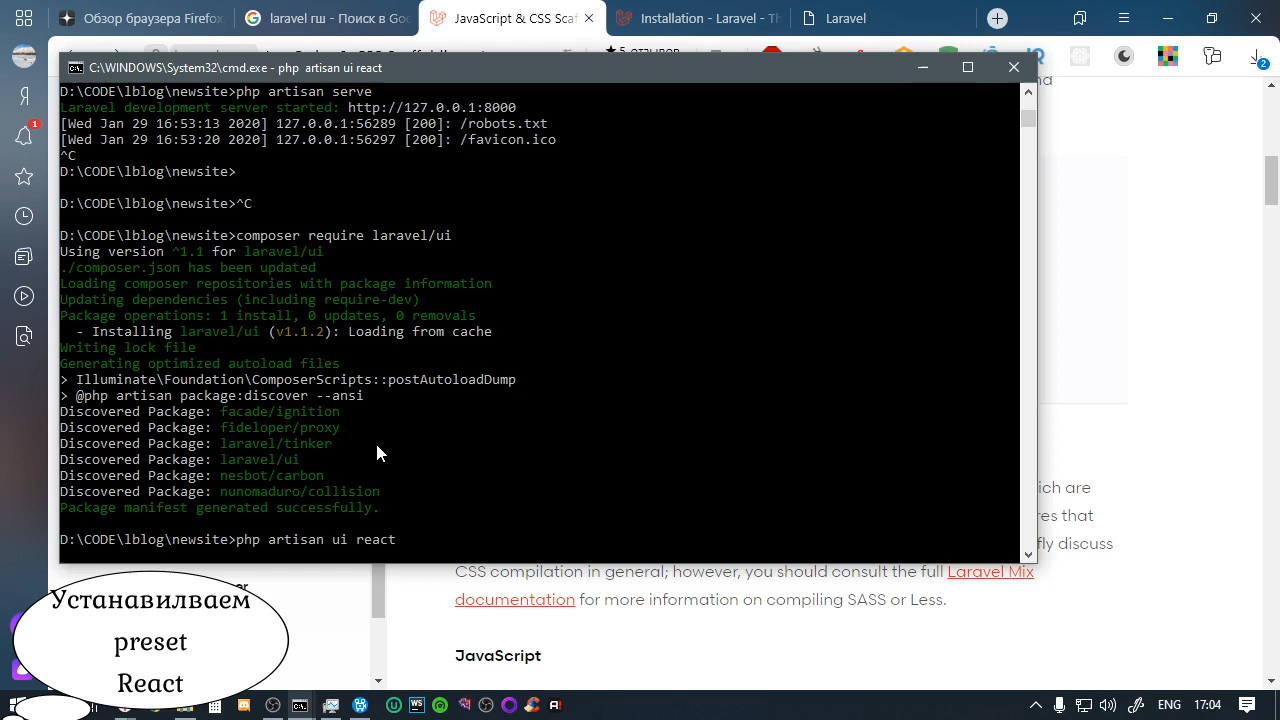 Обзор браузера Firefox
laravel гш - Поиск в Goo
JavaScript & CSS Scaf
Installation - Laravel - Th
Laravel
5 отзывов
C:\WINDOWS\System32\cmd.exe - php artisan ui react
D:\CODE\lblog\newsite>php artisan serve
Laravel development server started: http://127.0.0.1:8000
[Wed Jan 29 16:53:13 2020] 127.0.0.1:56289 [200]: /robots.txt
[Wed Jan 29 16:53:20 2020] 127.0.0.1:56297 [200]: /favicon.ico
^C
D:\CODE\lblog\newsite>
D:\CODE\lblog\newsite>^C
D:\CODE\lblog\newsite>composer require laravel/ui
Using version ^1.1 for laravel/ui
./composer.json has been updated
Loading composer repositories with package information
Updating dependencies (including require-dev)
Package operations: 1 install, 0 updates, 0 removals
- Installing laravel/ui (v1.1.2): Loading from cache
Writing lock file
Generating optimized autoload files
> Illuminate\Foundation\ComposerScripts::postAutoloadDump
> @php artisan package:discover --ansi
Discovered Package: facade/ignition
Discovered Package: fideloper/proxy
Discovered Package: laravel/tinker
Discovered Package: laravel/ui
Discovered Package: nesbot/carbon
Discovered Package: nunomaduro/collision
Package manifest generated successfully.
D:\CODE\lblog\newsite>php artisan ui react
ich are
res that
fly discuss
CSS compilation in general; however, you should consult the full Laravel Mix
documentation for more information on compiling SASS or Less.
JavaScript
Устанавилваем
preset
React
ENG 17:04